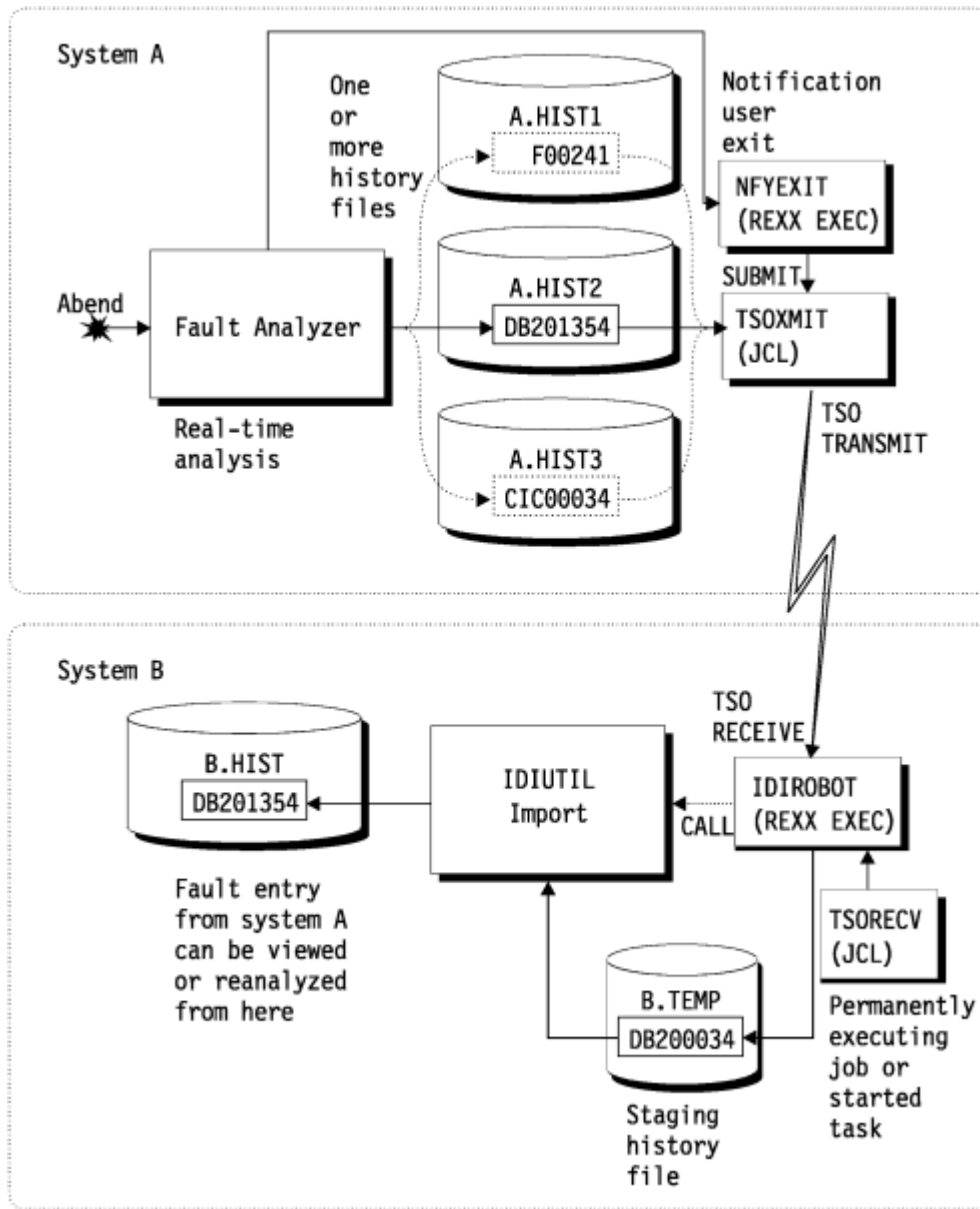 System A
One
or
more
history
files
A.HIST1
F00241
Notification
user
exit
NFYEXIT
(REXX EXEC)
SUBMIT
Abend
Fault Analyzer
A.HIST2
DB201354
TSOXMIT
(JCL)
Real-time
analysis
A.HIST3
CIC00034
TSO
TRANSMIT
System B
TSO
RECEIVE
B.HIST
DB201354
IDIUTIL
Import
CALL
IDIROBOT
(REXX EXEC)
Fault entry
from system A
can be viewed
or reanalyzed
from here
TSORECV
(JCL)
B.TEMP
DB200034
Permanently
executing
job or
started
task
Staging
history
file